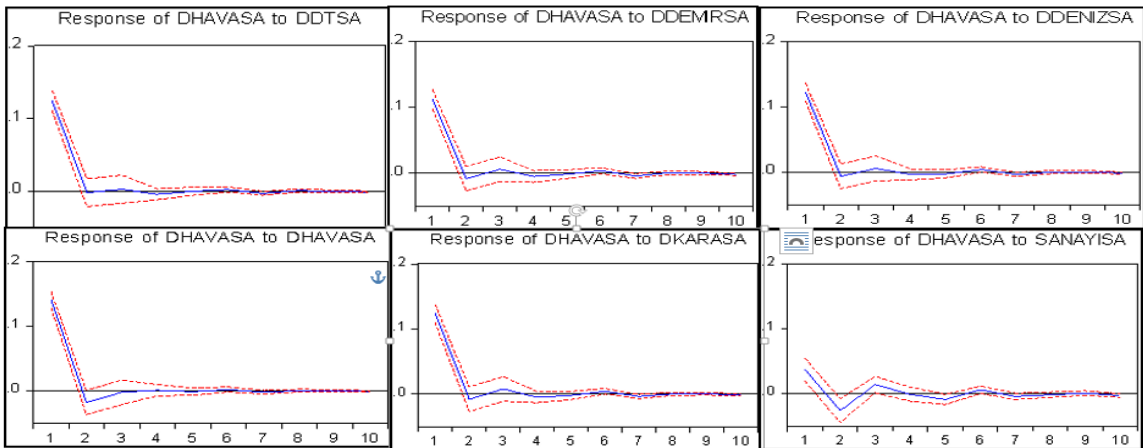 Response of DHAVASA to DDTSA
.2
.1
.0
Response of DHAVASA to DDEMIRSA
.2
.1
.0
1 2 3 4 5 6 7 8 9 10
Response of DHAVASA to DDENIZSA
.2
.1
.0
1 2 3 4 5 6 7 8 9 10
Response of DHAVASA to DHAVASA
.2
.1
.0
1 2 3 4 5 6 7 8 9 10
Response of DHAVASA to DKARASA
.2
.1
.0
1 2 3 4 5 6 7 8 9 10
esponse of DHAVASA to SANAYISA
.2
.1
.0
1 2 3 4 5 6 7 8 9 10